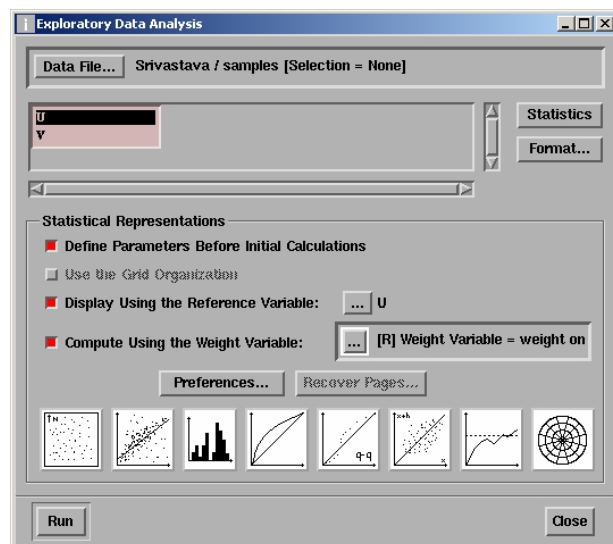 Exploratory Data Analysis
Data File... Srivastava / samples [Selection = None]
U
V
Statistics
Format...
Statistical Representations
Define Parameters Before Initial Calculations
Use the Grid Organization
Display Using the Reference Variable: ... U
Compute Using the Weight Variable: ... [R] Weight Variable = weight on
Preferences... Recover Pages...
N
q-q
x+h
x
Run Close